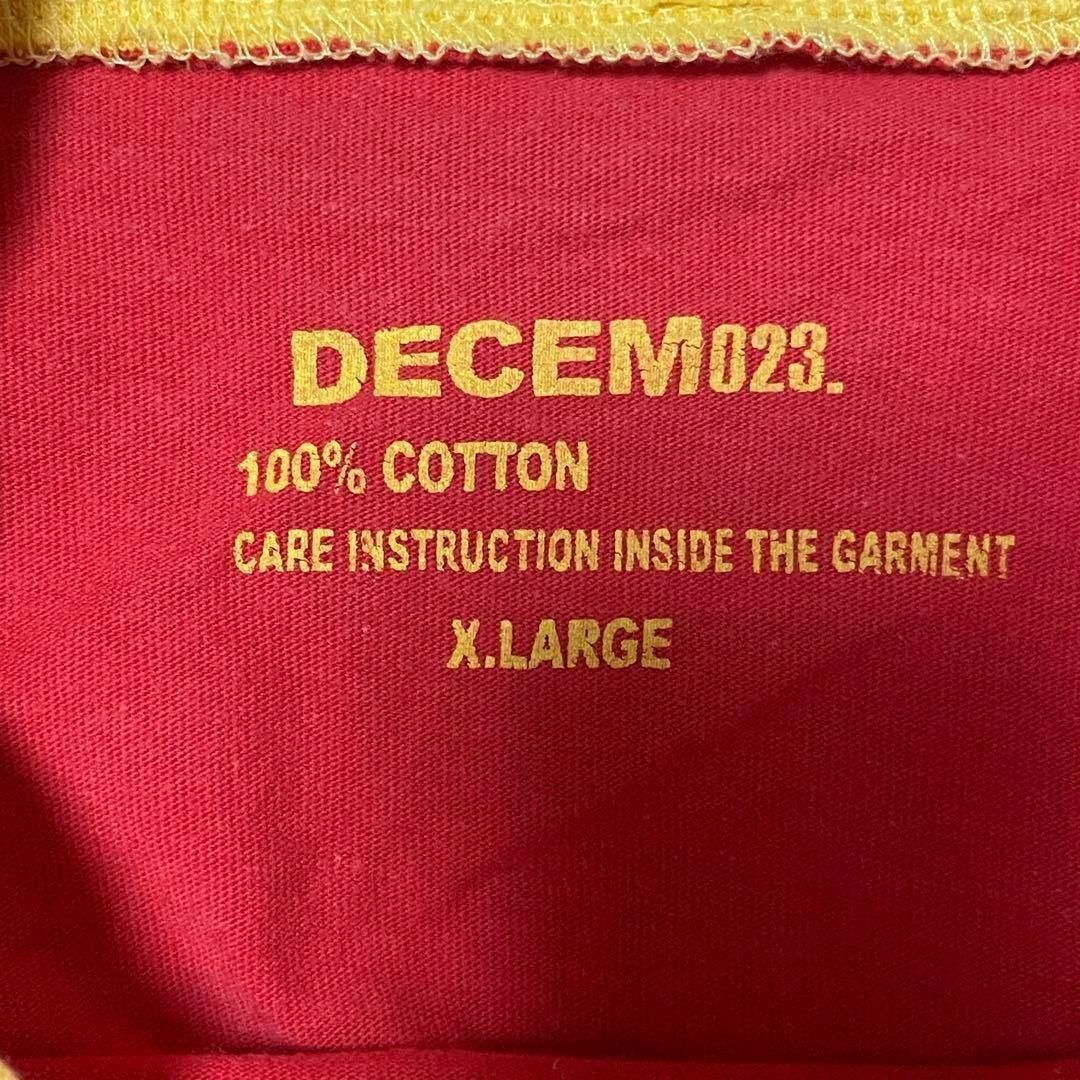 DECEM023.
100% COTTON
CARE INSTRUCTION INSIDE THE GARMENT
X.LARGE